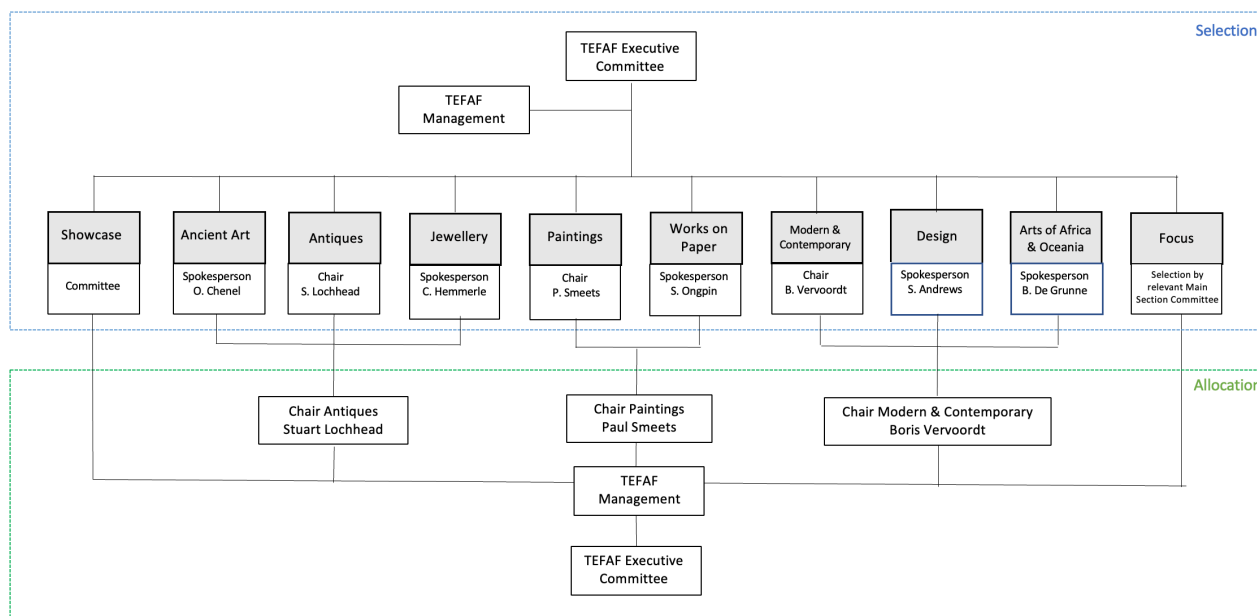 Selection
TEFAF Executive
Committee
TEFAF
Management
Showcase
Committee
Ancient Art
Spokesperson
O. Chenel
Antiques
Chair
S. Lochhead
Jewellery
Spokesperson
C. Hemmerle
Paintings
Chair
P. Smeets
Works on
Paper
Spokesperson
S. Ongpin
Modern &
Contemporary
Chair
B. Vervoordt
Design
Spokesperson
S. Andrews
Arts of Africa
& Oceania
Spokesperson
B. De Grunne
Focus
Selection by
relevant Main
Section Committee
Allocation
Chair Antiques
Stuart Lochhead
Chair Paintings
Paul Smeets
Chair Modern & Contemporary
Boris Vervoordt
TEFAF
Management
TEFAF Executive
Committee